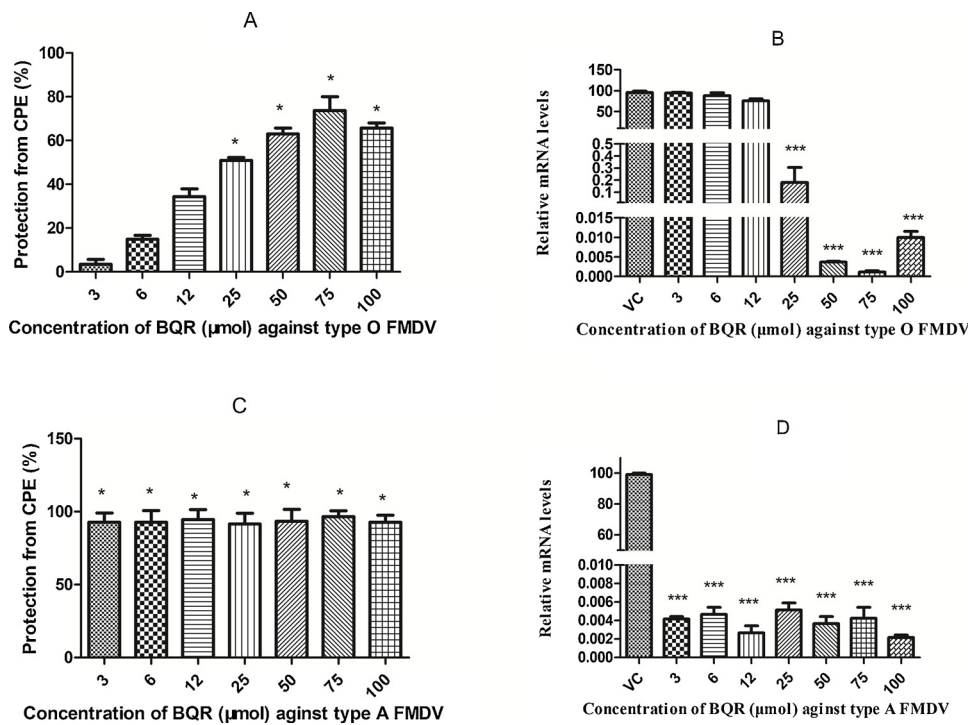 A
Protection from CPE (%)
100
80
60
40
20
0
* * * *
3 6 12 25 50 75 100
Concentration of BQR (µmol) against type O FMDV
B
Relative mRNA levels
150
100
50
0.5
0.4
0.3
0.2
0.1
0.015
0.010
0.005
0.000
*** *** *** ***
VC 3 6 12 25 50 75 100
Concentration of BQR (µmol) against type O FMDV
C
Protection from CPE (%)
150
100
50
0
* * * * * * *
3 6 12 25 50 75 100
Concentration of BQR (µmol) aginst type A FMDV
D
Relative mRNA levels
100
80
60
0.010
0.008
0.006
0.004
0.002
0.000
*** *** *** *** *** *** ***
VC 3 6 12 25 50 75 100
Concentration of BQR (µmol) aginst type A FMDV